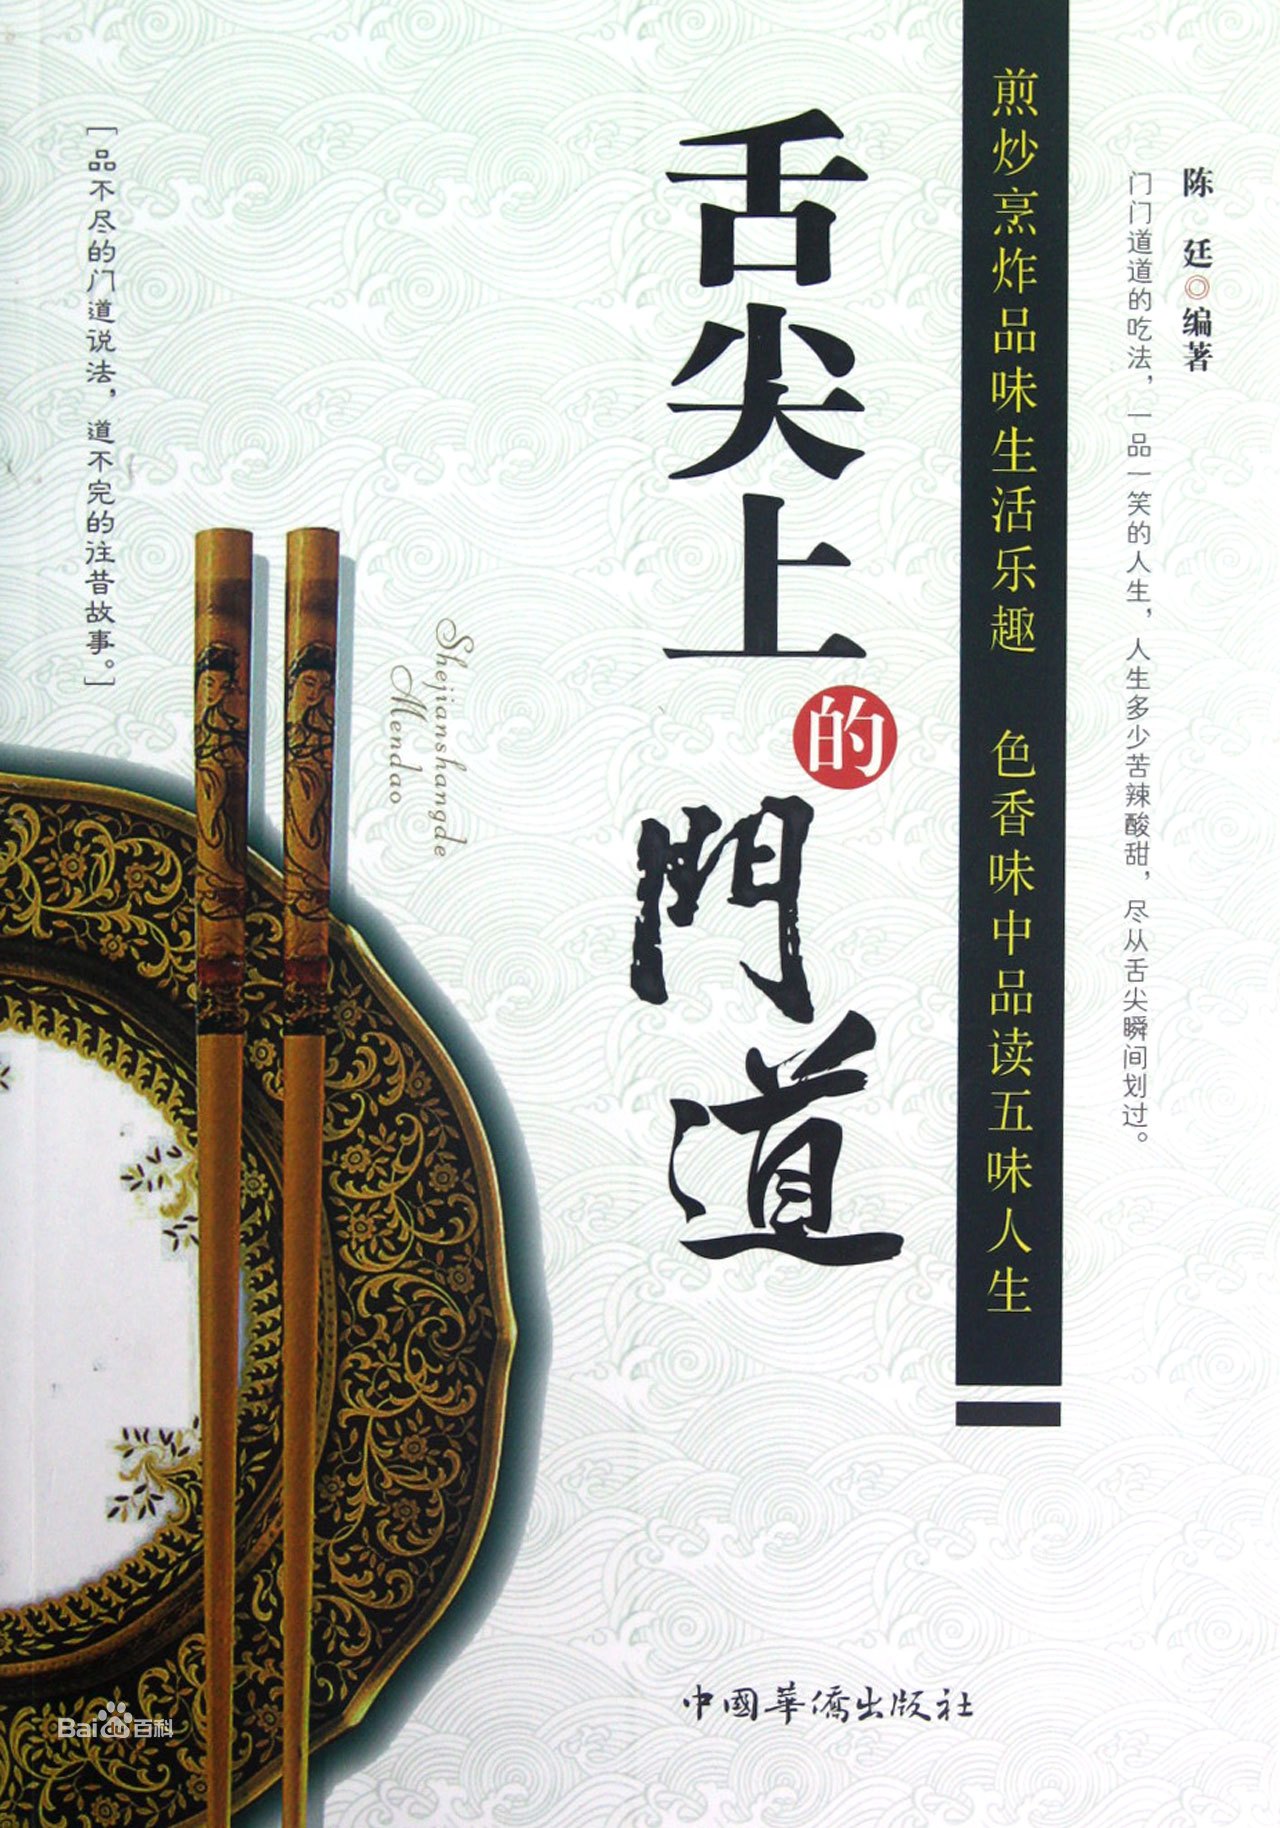 陈 廷◎编著
门门道道的吃法，一品一笑的人生，人生多少苦辣酸甜，尽从舌尖瞬间划过。
煎炒烹炸品味生活乐趣 色香味中品读五味人生
舌尖上的門道
Shejianshangde
Mendao
[品不尽的门道说法，道不完的往昔故事。]
中國華僑出版社
Bai du 百科